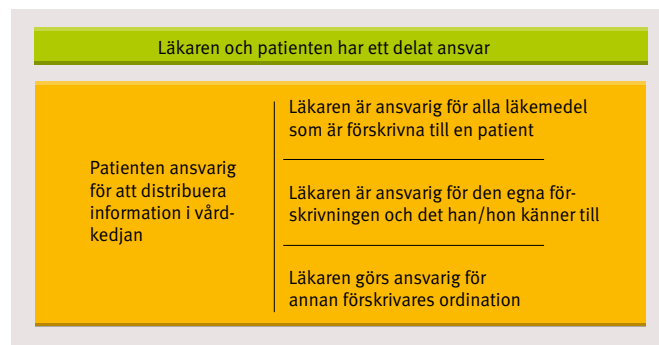 Läkaren och patienten har ett delat ansvar
Patienten ansvarig
för att distribuera
information i vård-
kedjan
Läkaren är ansvarig för alla läkemedel
som är förskrivna till en patient
Läkaren är ansvarig för den egna för-
skrivningen och det han/hon känner till
Läkaren görs ansvarig för
annan förskrivares ordination